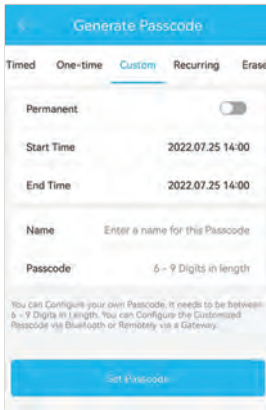 Generate Passcode
Timed One-time Custom Recurring Erase
Permanent
Start Time 2022.07.25 14:00
End Time 2022.07.25 14:00
Name Enter a name for this Passcode
Passcode 6 - 9 Digits in length
You can Configure your own Passcode. It needs to be between
6 - 9 Digits in Length. You can Configure the Customized
Passcode via Bluetooth or Remotely via a Gateway.
Set Passcode